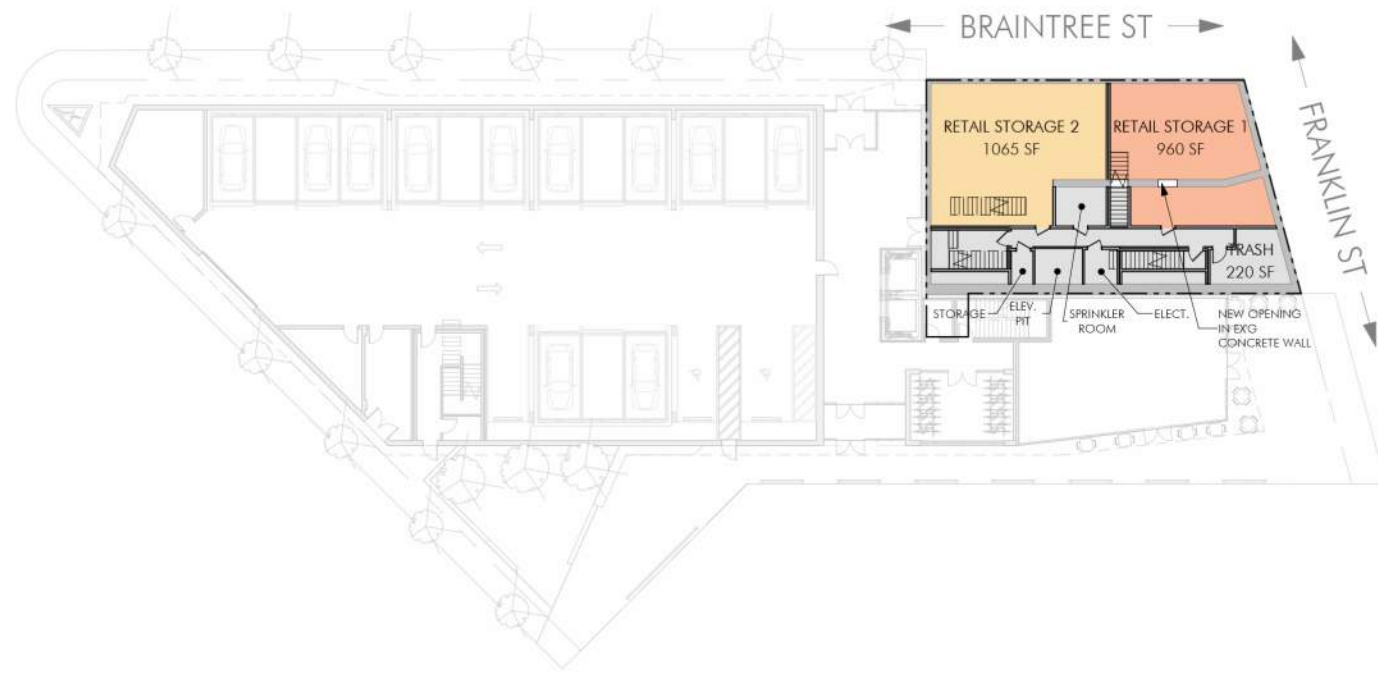 BRAINTREE ST
FRANKLIN ST
RETAIL STORAGE 2
1065 SF
RETAIL STORAGE 1
960 SF
TRASH
220 SF
STORAGE
ELEV.
PIT
SPRINKLER
ROOM
ELECT.
NEW OPENING
IN EX'G
CONCRETE WALL